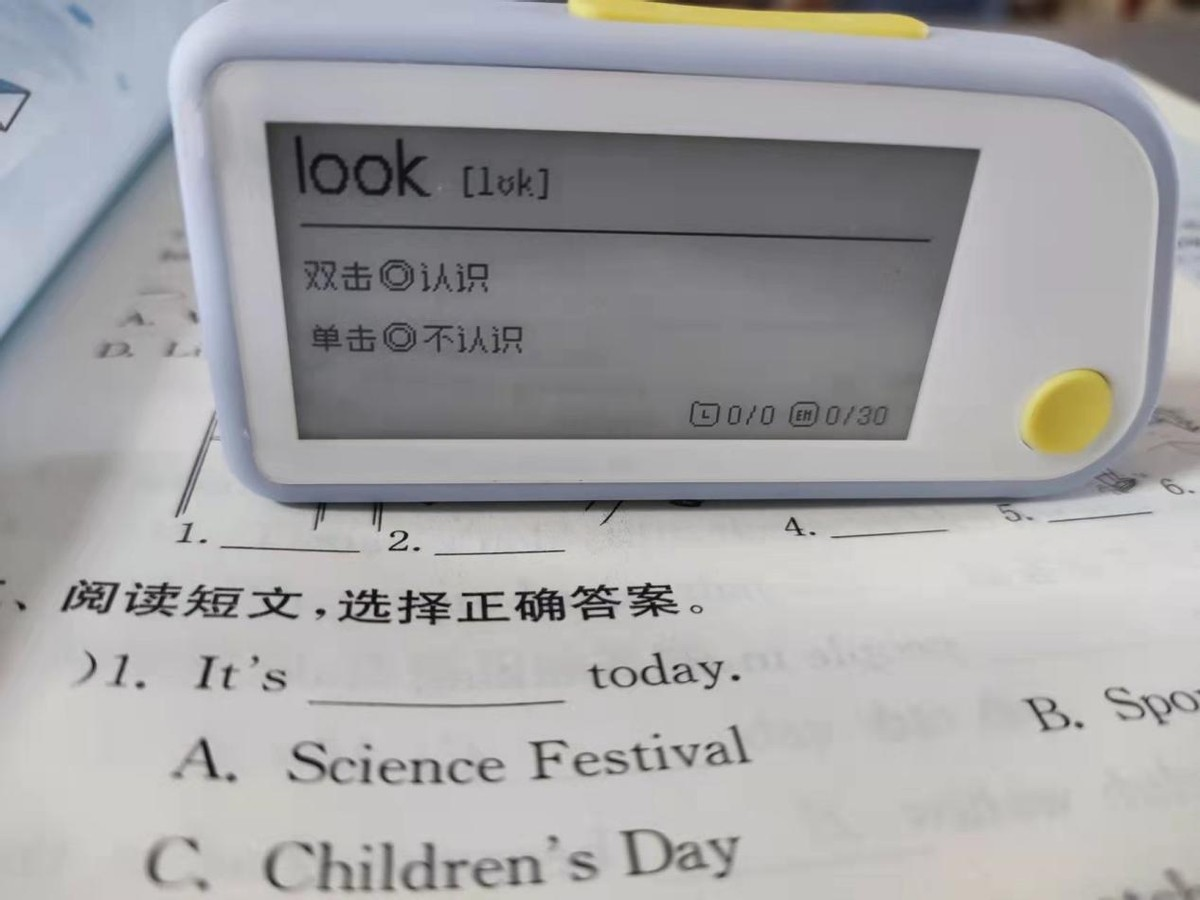 look [lʊk]
双击◎认识
单击◎不认识
L 0/0 EH 0/30
A.
D.
1. ______ 2. ______ 4. ______ 5. ______ 6.
、阅读短文,选择正确答案。
)1. It's ______ today.
A. Science Festival B.
C. Children's Day